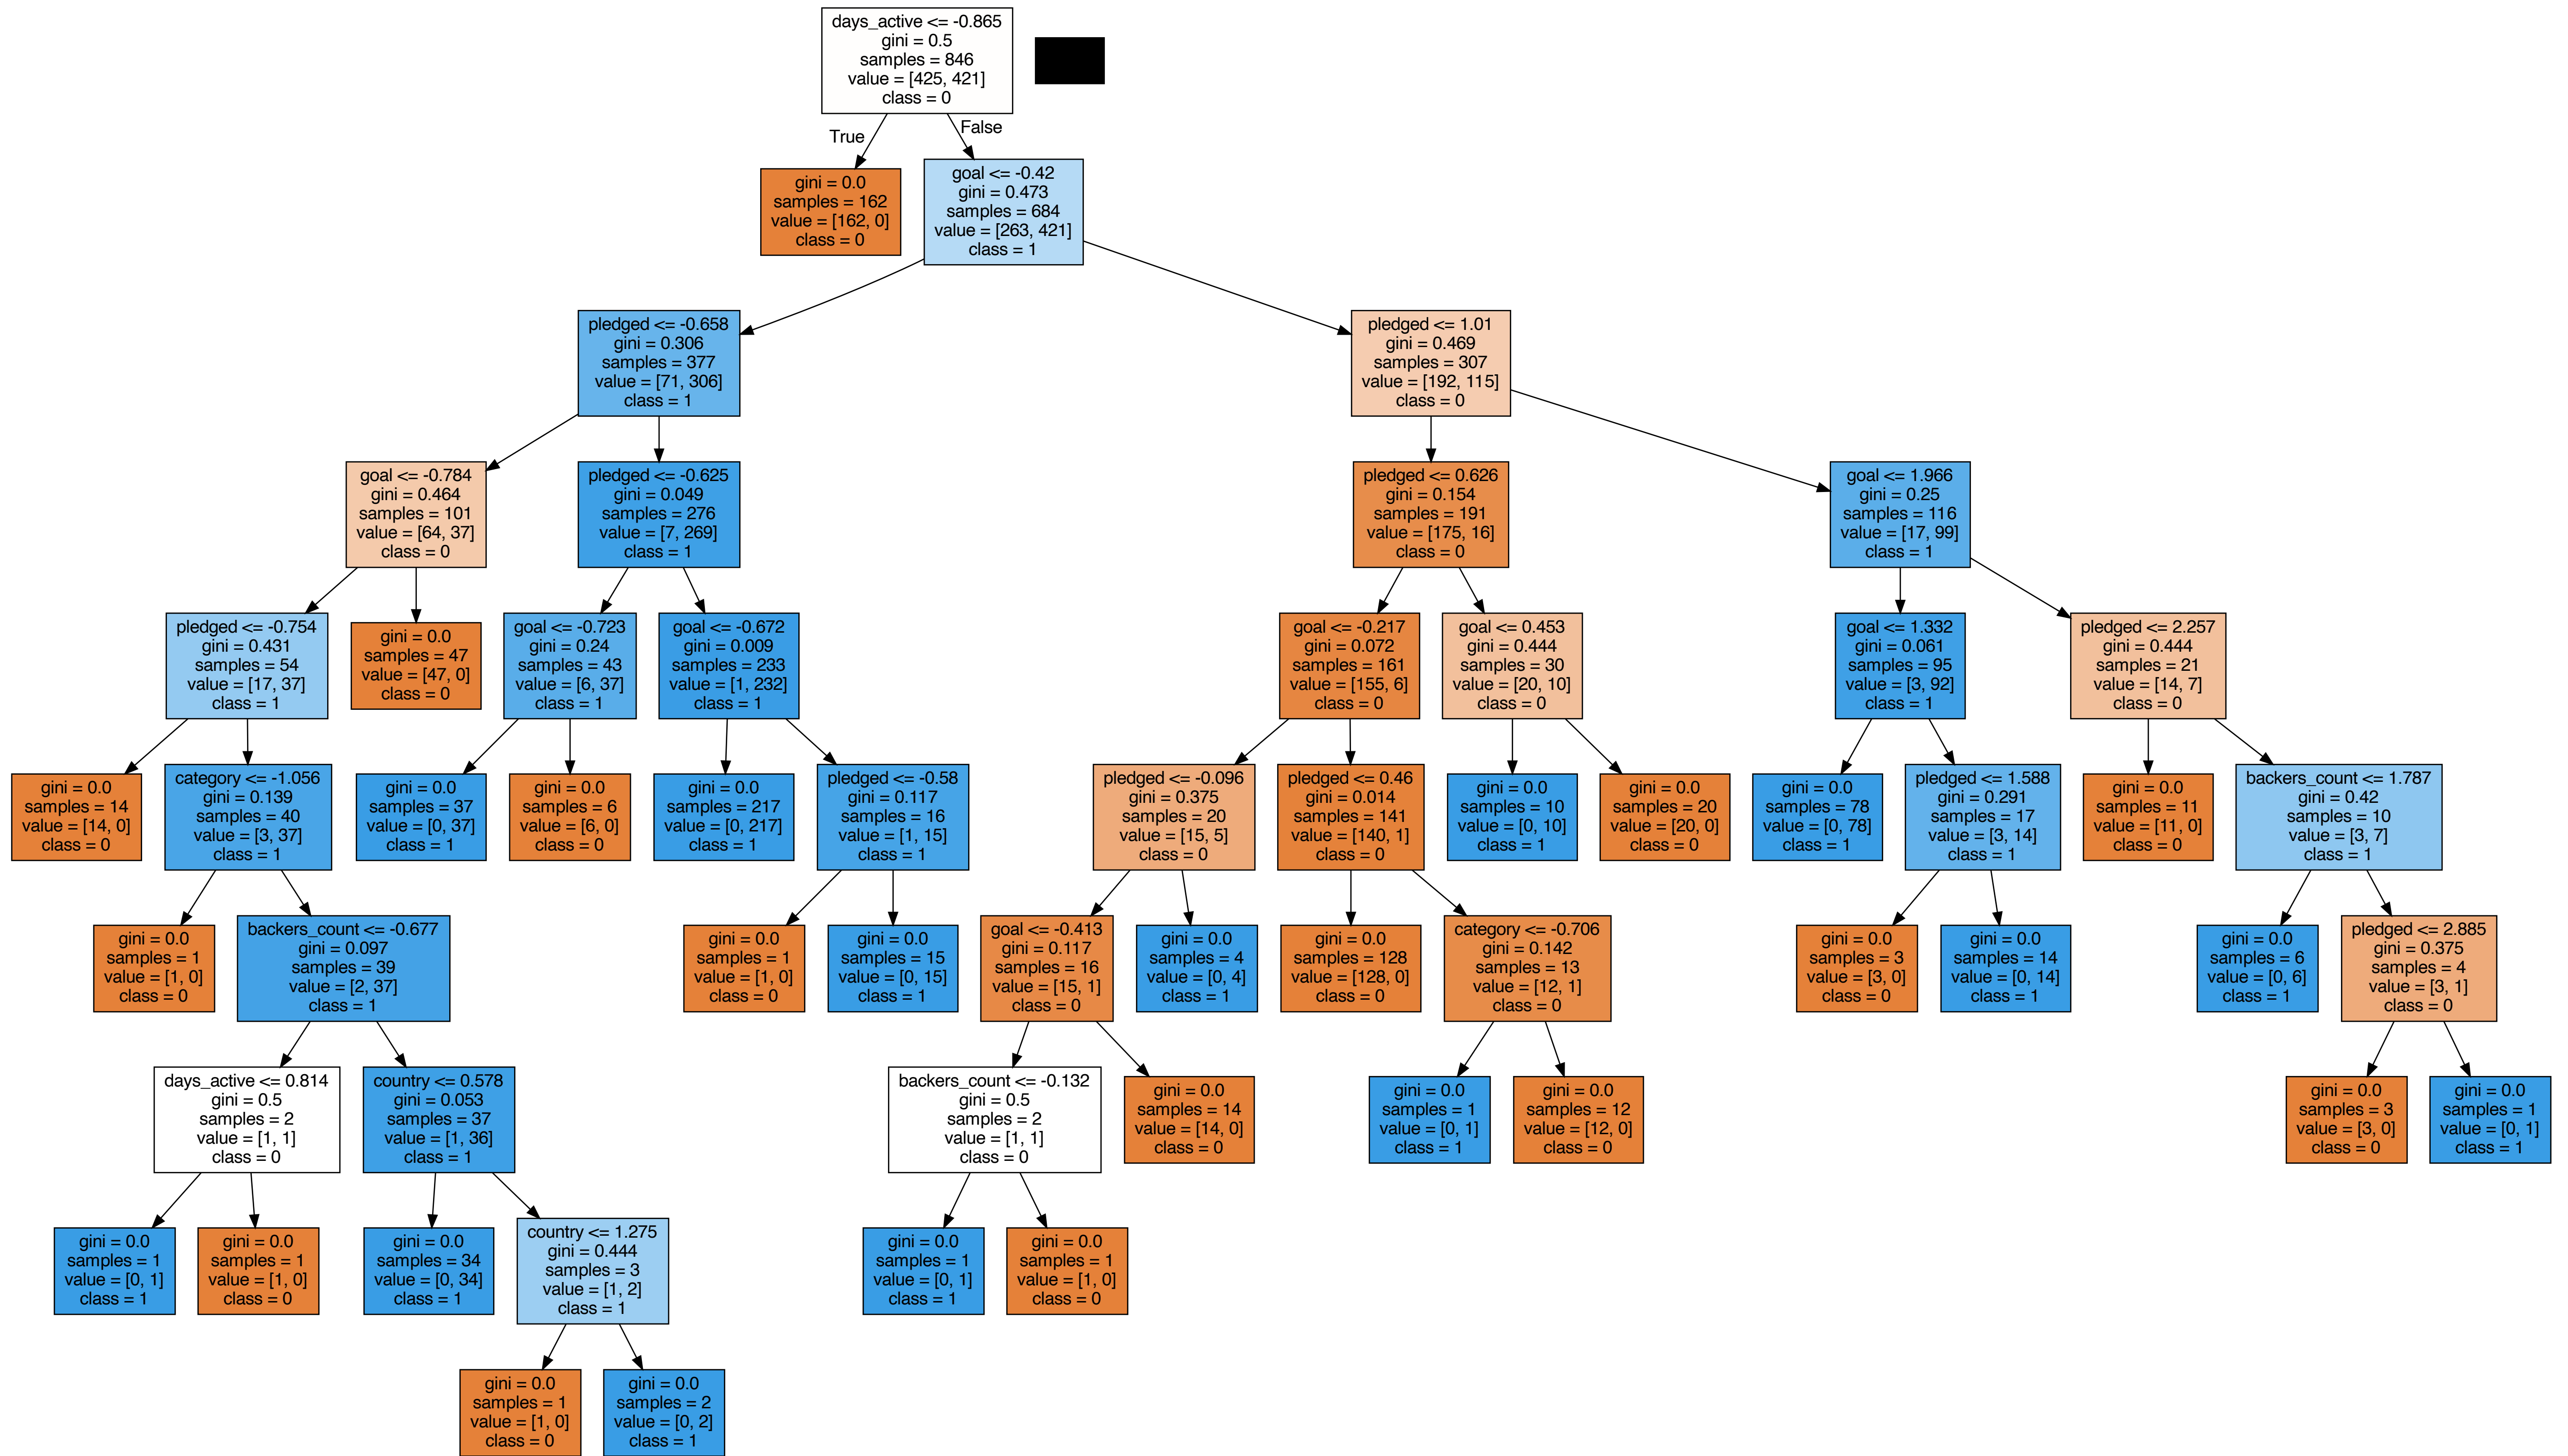 days_active <= -0.865
gini = 0.5
samples = 846
value = [425, 421]
class = 0
True
False
gini = 0.0
samples = 162
value = [162, 0]
class = 0
goal <= -0.42
gini = 0.473
samples = 684
value = [263, 421]
class = 1
pledged <= -0.658
gini = 0.306
samples = 377
value = [71, 306]
class = 1
pledged <= 1.01
gini = 0.469
samples = 307
value = [192, 115]
class = 0
goal <= -0.784
gini = 0.464
samples = 101
value = [64, 37]
class = 0
pledged <= -0.625
gini = 0.049
samples = 276
value = [7, 269]
class = 1
pledged <= 0.626
gini = 0.154
samples = 191
value = [175, 16]
class = 0
goal <= 1.966
gini = 0.25
samples = 116
value = [17, 99]
class = 1
pledged <= -0.754
gini = 0.431
samples = 54
value = [17, 37]
class = 1
gini = 0.0
samples = 47
value = [47, 0]
class = 0
goal <= -0.723
gini = 0.24
samples = 43
value = [6, 37]
class = 1
goal <= -0.672
gini = 0.009
samples = 233
value = [1, 232]
class = 1
goal <= -0.217
gini = 0.072
samples = 161
value = [155, 6]
class = 0
goal <= 0.453
gini = 0.444
samples = 30
value = [20, 10]
class = 0
goal <= 1.332
gini = 0.061
samples = 95
value = [3, 92]
class = 1
pledged <= 2.257
gini = 0.444
samples = 21
value = [14, 7]
class = 0
gini = 0.0
samples = 14
value = [14, 0]
class = 0
category <= -1.056
gini = 0.139
samples = 40
value = [3, 37]
class = 1
gini = 0.0
samples = 37
value = [0, 37]
class = 1
gini = 0.0
samples = 6
value = [6, 0]
class = 0
gini = 0.0
samples = 217
value = [0, 217]
class = 1
pledged <= -0.58
gini = 0.117
samples = 16
value = [1, 15]
class = 1
pledged <= -0.096
gini = 0.375
samples = 20
value = [15, 5]
class = 0
pledged <= 0.46
gini = 0.014
samples = 141
value = [140, 1]
class = 0
gini = 0.0
samples = 10
value = [0, 10]
class = 1
gini = 0.0
samples = 20
value = [20, 0]
class = 0
gini = 0.0
samples = 78
value = [0, 78]
class = 1
pledged <= 1.588
gini = 0.291
samples = 17
value = [3, 14]
class = 1
gini = 0.0
samples = 11
value = [11, 0]
class = 0
backers_count <= 1.787
gini = 0.42
samples = 10
value = [3, 7]
class = 1
gini = 0.0
samples = 1
value = [1, 0]
class = 0
backers_count <= -0.677
gini = 0.097
samples = 39
value = [2, 37]
class = 1
gini = 0.0
samples = 1
value = [1, 0]
class = 0
gini = 0.0
samples = 15
value = [0, 15]
class = 1
goal <= -0.413
gini = 0.117
samples = 16
value = [15, 1]
class = 0
gini = 0.0
samples = 4
value = [0, 4]
class = 1
gini = 0.0
samples = 128
value = [128, 0]
class = 0
category <= -0.706
gini = 0.142
samples = 13
value = [12, 1]
class = 0
gini = 0.0
samples = 3
value = [3, 0]
class = 0
gini = 0.0
samples = 14
value = [0, 14]
class = 1
gini = 0.0
samples = 6
value = [0, 6]
class = 1
pledged <= 2.885
gini = 0.375
samples = 4
value = [3, 1]
class = 0
days_active <= 0.814
gini = 0.5
samples = 2
value = [1, 1]
class = 0
country <= 0.578
gini = 0.053
samples = 37
value = [1, 36]
class = 1
backers_count <= -0.132
gini = 0.5
samples = 2
value = [1, 1]
class = 0
gini = 0.0
samples = 14
value = [14, 0]
class = 0
gini = 0.0
samples = 1
value = [0, 1]
class = 1
gini = 0.0
samples = 12
value = [12, 0]
class = 0
gini = 0.0
samples = 3
value = [3, 0]
class = 0
gini = 0.0
samples = 1
value = [0, 1]
class = 1
gini = 0.0
samples = 1
value = [0, 1]
class = 1
gini = 0.0
samples = 1
value = [1, 0]
class = 0
gini = 0.0
samples = 34
value = [0, 34]
class = 1
country <= 1.275
gini = 0.444
samples = 3
value = [1, 2]
class = 1
gini = 0.0
samples = 1
value = [0, 1]
class = 1
gini = 0.0
samples = 1
value = [1, 0]
class = 0
gini = 0.0
samples = 1
value = [1, 0]
class = 0
gini = 0.0
samples = 2
value = [0, 2]
class = 1